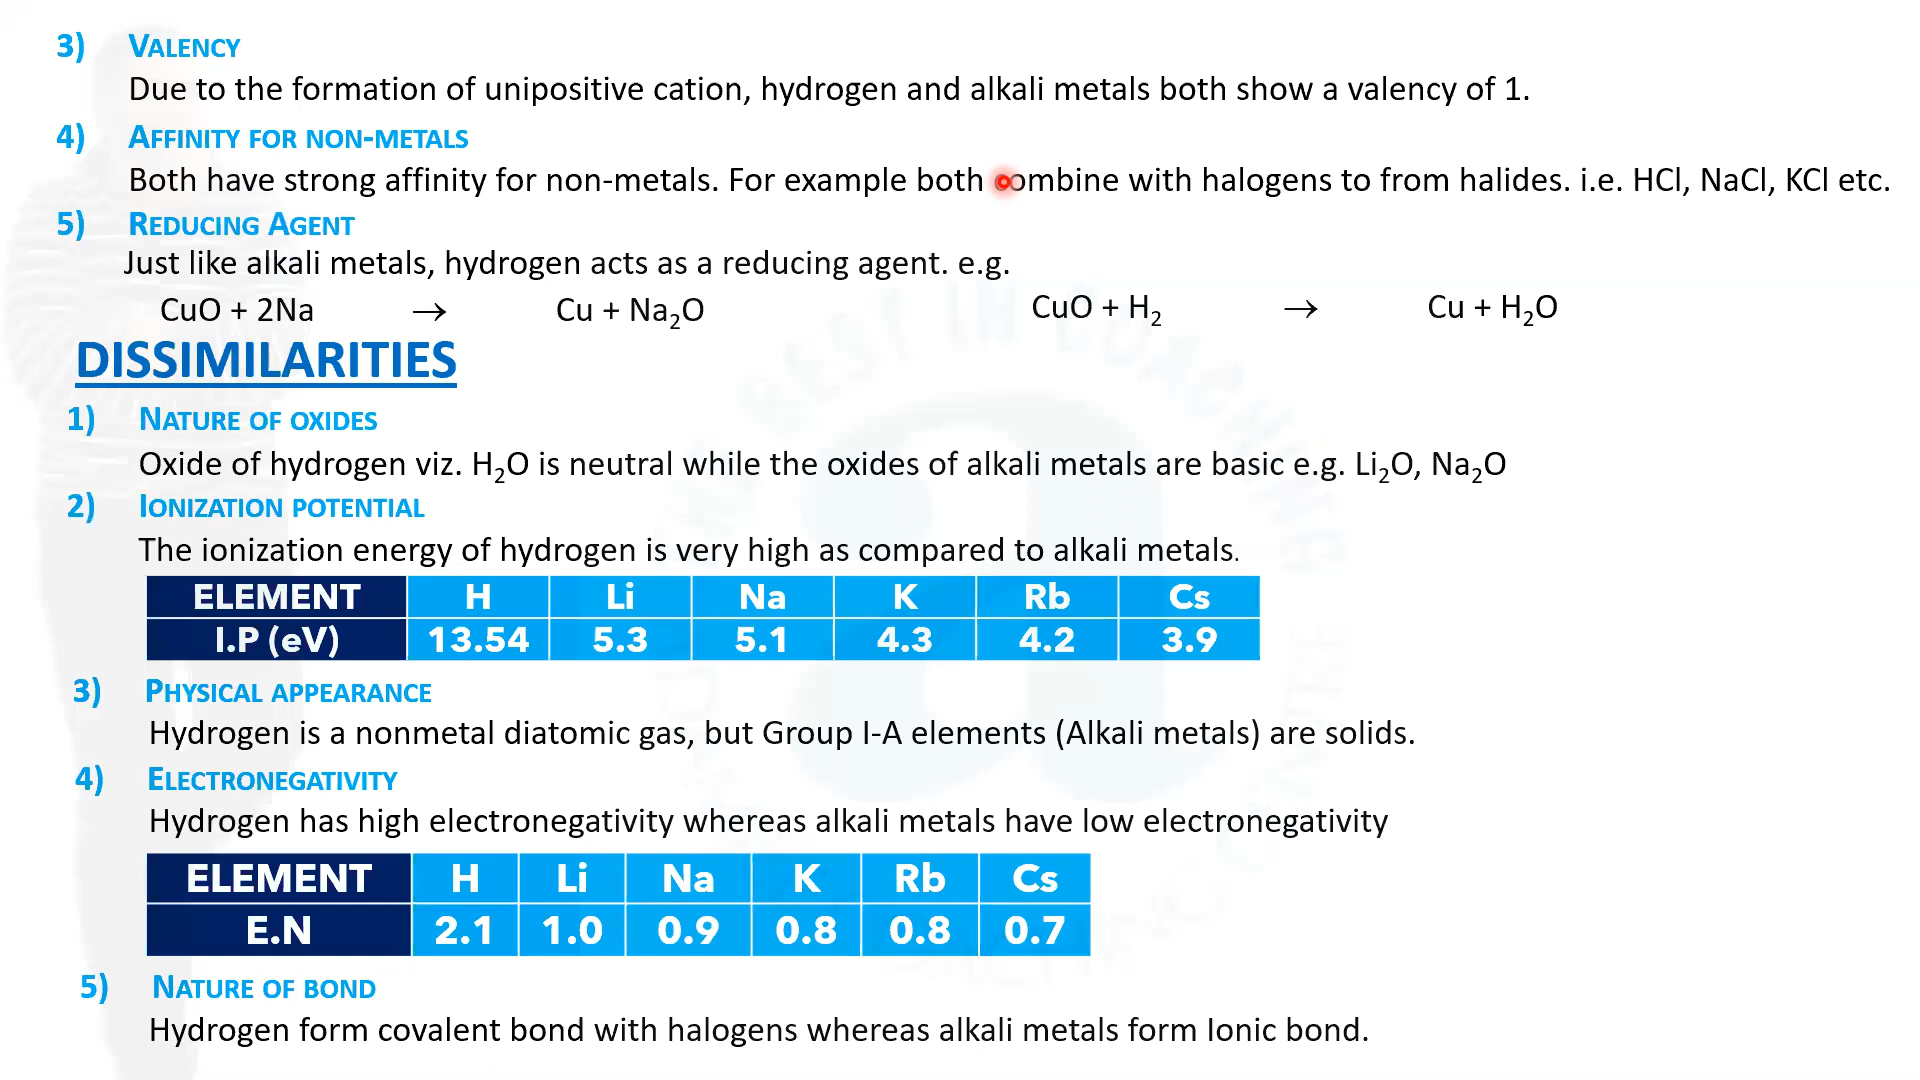 3) VALENCY
Due to the formation of unipositive cation, hydrogen and alkali metals both show a valency of 1.
4) AFFINITY FOR NON-METALS
Both have strong affinity for non-metals. For example both combine with halogens to from halides. i.e. HCl, NaCl, KCl etc.
5) REDUCING AGENT
Just like alkali metals, hydrogen acts as a reducing agent. e.g.
CuO + 2Na → Cu + Na₂O CuO + H₂ → Cu + H₂O
DISSIMILARITIES
1) NATURE OF OXIDES
Oxide of hydrogen viz. H₂O is neutral while the oxides of alkali metals are basic e.g. Li₂O, Na₂O
2) IONIZATION POTENTIAL
The ionization energy of hydrogen is very high as compared to alkali metals.
ELEMENT H Li Na K Rb Cs
I.P (eV) 13.54 5.3 5.1 4.3 4.2 3.9
3) PHYSICAL APPEARANCE
Hydrogen is a nonmetal diatomic gas, but Group I-A elements (Alkali metals) are solids.
4) ELECTRONEGATIVITY
Hydrogen has high electronegativity whereas alkali metals have low electronegativity
ELEMENT H Li Na K Rb Cs
E.N 2.1 1.0 0.9 0.8 0.8 0.7
5) NATURE OF BOND
Hydrogen form covalent bond with halogens whereas alkali metals form Ionic bond.
THE BEST IN COACHING